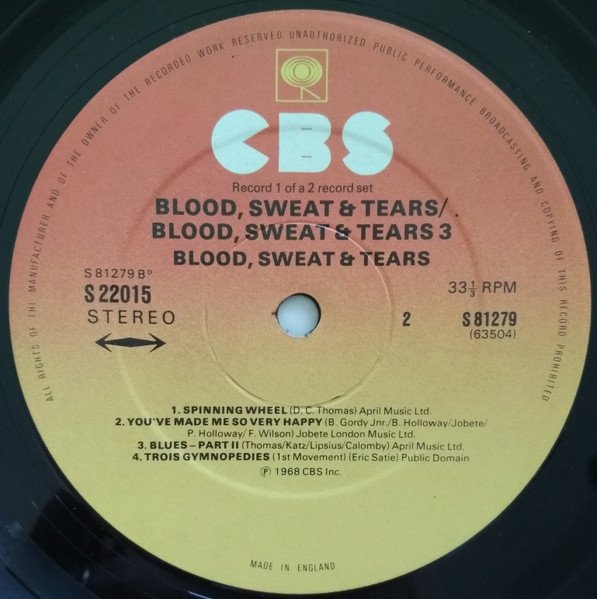 ALL RIGHTS OF THE MANUFACTURER AND OF THE OWNER OF THE RECORDED WORK RESERVED UNAUTHORIZED PUBLIC PERFORMANCE BROADCASTING AND COPYING OF THIS RECORD PROHIBITED
CBS
Record 1 of a 2 record set
BLOOD, SWEAT & TEARS/.
BLOOD, SWEAT & TEARS 3
BLOOD, SWEAT & TEARS
S 81279 B°
S 22015
STEREO
33⅓ RPM
2 S 81279
(63504)
1. SPINNING WHEEL (D. C. Thomas) April Music Ltd.
2. YOU'VE MADE ME SO VERY HAPPY (B. Gordy Jnr./B. Holloway/Jobete/
P. Holloway/F. Wilson) Jobete London Music Ltd.
3. BLUES – PART II (Thomas/Katz/Lipsius/Calomby) April Music Ltd.
4. TROIS GYMNOPEDIES (1st Movement) (Eric Satie) Public Domain
Ⓟ 1968 CBS Inc.
MADE IN ENGLAND